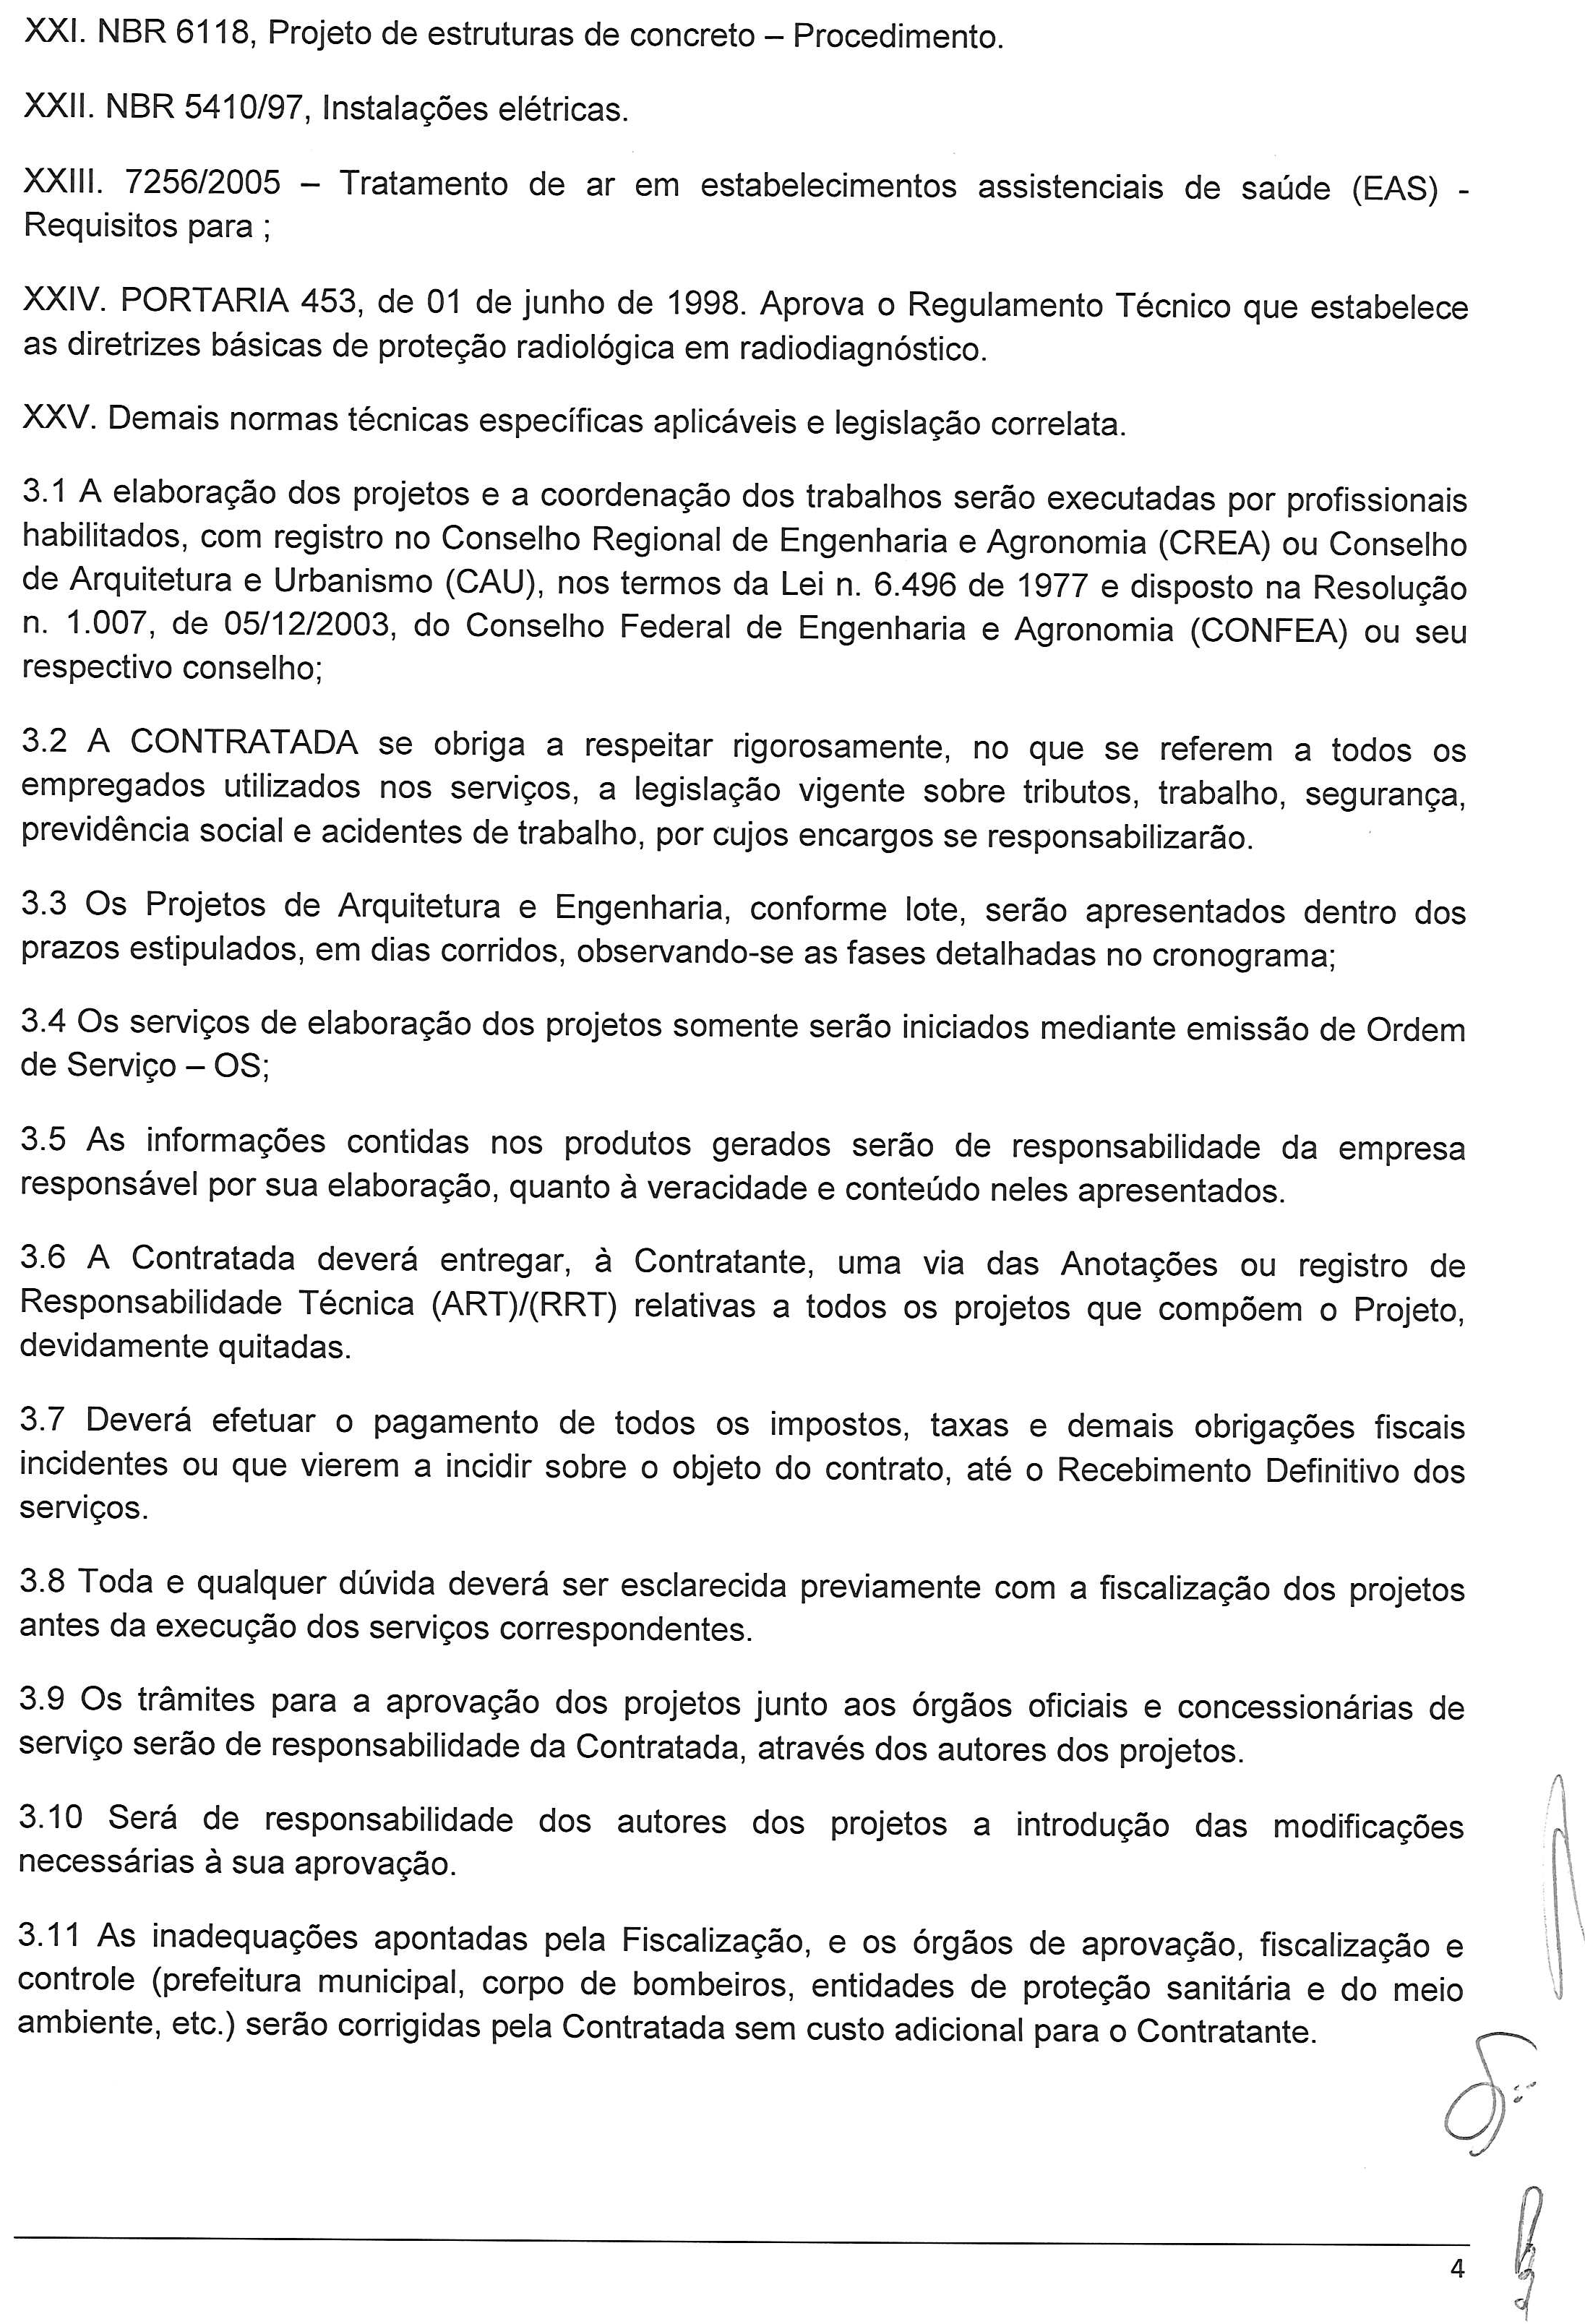 XXI. NBR 6118, Projeto de estruturas de concreto – Procedimento.
XXII. NBR 5410/97, Instalações elétricas.
XXIII. 7256/2005 – Tratamento de ar em estabelecimentos assistenciais de saúde (EAS) -
Requisitos para ;
XXIV. PORTARIA 453, de 01 de junho de 1998. Aprova o Regulamento Técnico que estabelece
as diretrizes básicas de proteção radiológica em radiodiagnóstico.
XXV. Demais normas técnicas específicas aplicáveis e legislação correlata.
3.1 A elaboração dos projetos e a coordenação dos trabalhos serão executadas por profissionais
habilitados, com registro no Conselho Regional de Engenharia e Agronomia (CREA) ou Conselho
de Arquitetura e Urbanismo (CAU), nos termos da Lei n. 6.496 de 1977 e disposto na Resolução
n. 1.007, de 05/12/2003, do Conselho Federal de Engenharia e Agronomia (CONFEA) ou seu
respectivo conselho;
3.2 A CONTRATADA se obriga a respeitar rigorosamente, no que se referem a todos os
empregados utilizados nos serviços, a legislação vigente sobre tributos, trabalho, segurança,
previdência social e acidentes de trabalho, por cujos encargos se responsabilizarão.
3.3 Os Projetos de Arquitetura e Engenharia, conforme lote, serão apresentados dentro dos
prazos estipulados, em dias corridos, observando-se as fases detalhadas no cronograma;
3.4 Os serviços de elaboração dos projetos somente serão iniciados mediante emissão de Ordem
de Serviço – OS;
3.5 As informações contidas nos produtos gerados serão de responsabilidade da empresa
responsável por sua elaboração, quanto à veracidade e conteúdo neles apresentados.
3.6 A Contratada deverá entregar, à Contratante, uma via das Anotações ou registro de
Responsabilidade Técnica (ART)/(RRT) relativas a todos os projetos que compõem o Projeto,
devidamente quitadas.
3.7 Deverá efetuar o pagamento de todos os impostos, taxas e demais obrigações fiscais
incidentes ou que vierem a incidir sobre o objeto do contrato, até o Recebimento Definitivo dos
serviços.
3.8 Toda e qualquer dúvida deverá ser esclarecida previamente com a fiscalização dos projetos
antes da execução dos serviços correspondentes.
3.9 Os trâmites para a aprovação dos projetos junto aos órgãos oficiais e concessionárias de
serviço serão de responsabilidade da Contratada, através dos autores dos projetos.
3.10 Será de responsabilidade dos autores dos projetos a introdução das modificações
necessárias à sua aprovação.
3.11 As inadequações apontadas pela Fiscalização, e os órgãos de aprovação, fiscalização e
controle (prefeitura municipal, corpo de bombeiros, entidades de proteção sanitária e do meio
ambiente, etc.) serão corrigidas pela Contratada sem custo adicional para o Contratante.
4